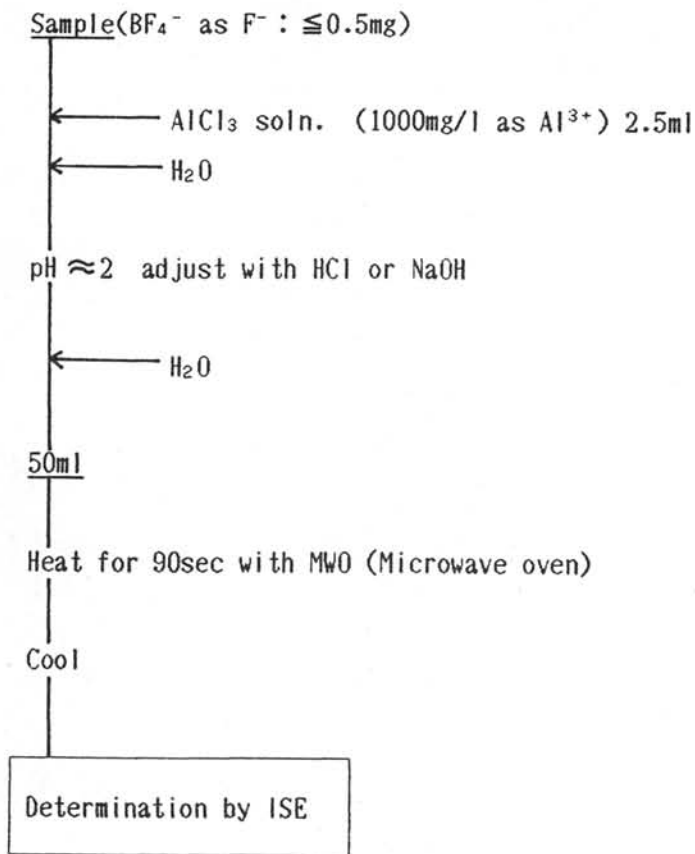 Sample(BF₄⁻ as F⁻ : ≦0.5mg)
AlCl₃ soln. (1000mg/l as Al³⁺) 2.5ml
H₂O
pH ≈2 adjust with HCl or NaOH
H₂O
50ml
Heat for 90sec with MWO (Microwave oven)
Cool
Determination by ISE